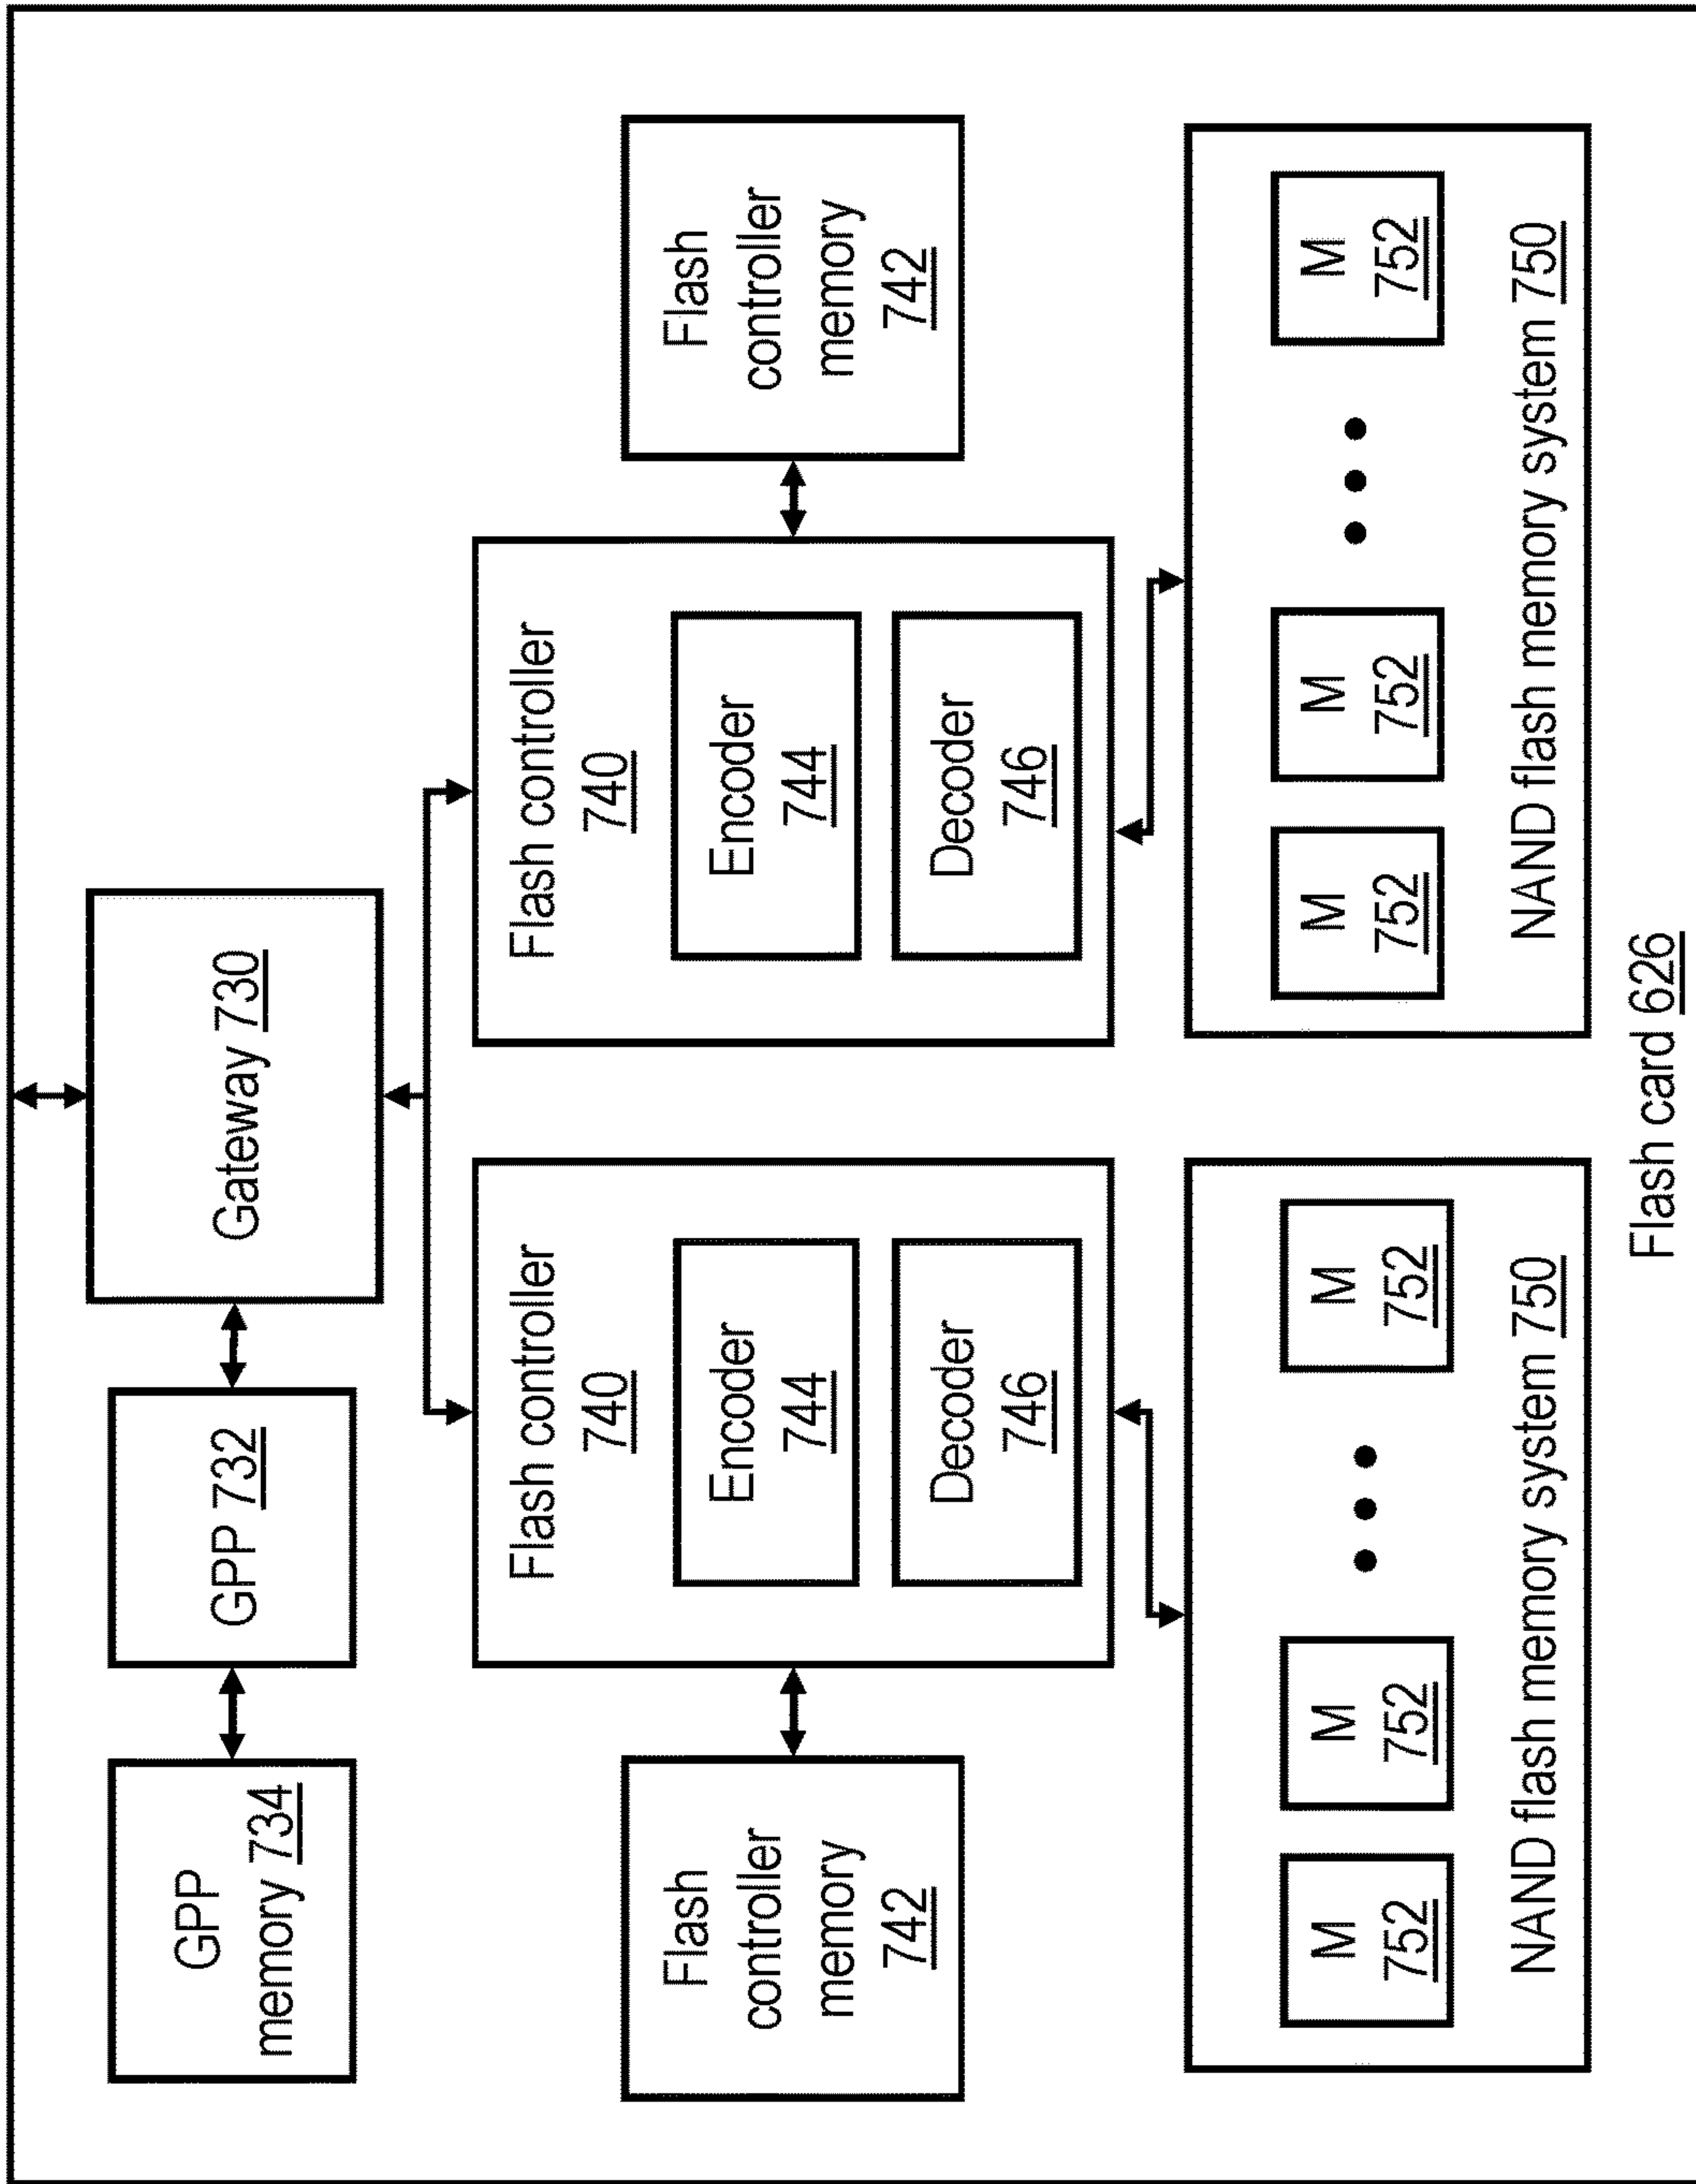 GPP
memory 734
GPP 732
Gateway 730
Flash
controller
memory
742
Flash controller
740
Encoder
744
Decoder
746
Flash controller
740
Encoder
744
Decoder
746
Flash
controller
memory
742
M
752
M
752
M
752
NAND flash memory system 750
M
752
M
752
M
752
NAND flash memory system 750
Flash card 626